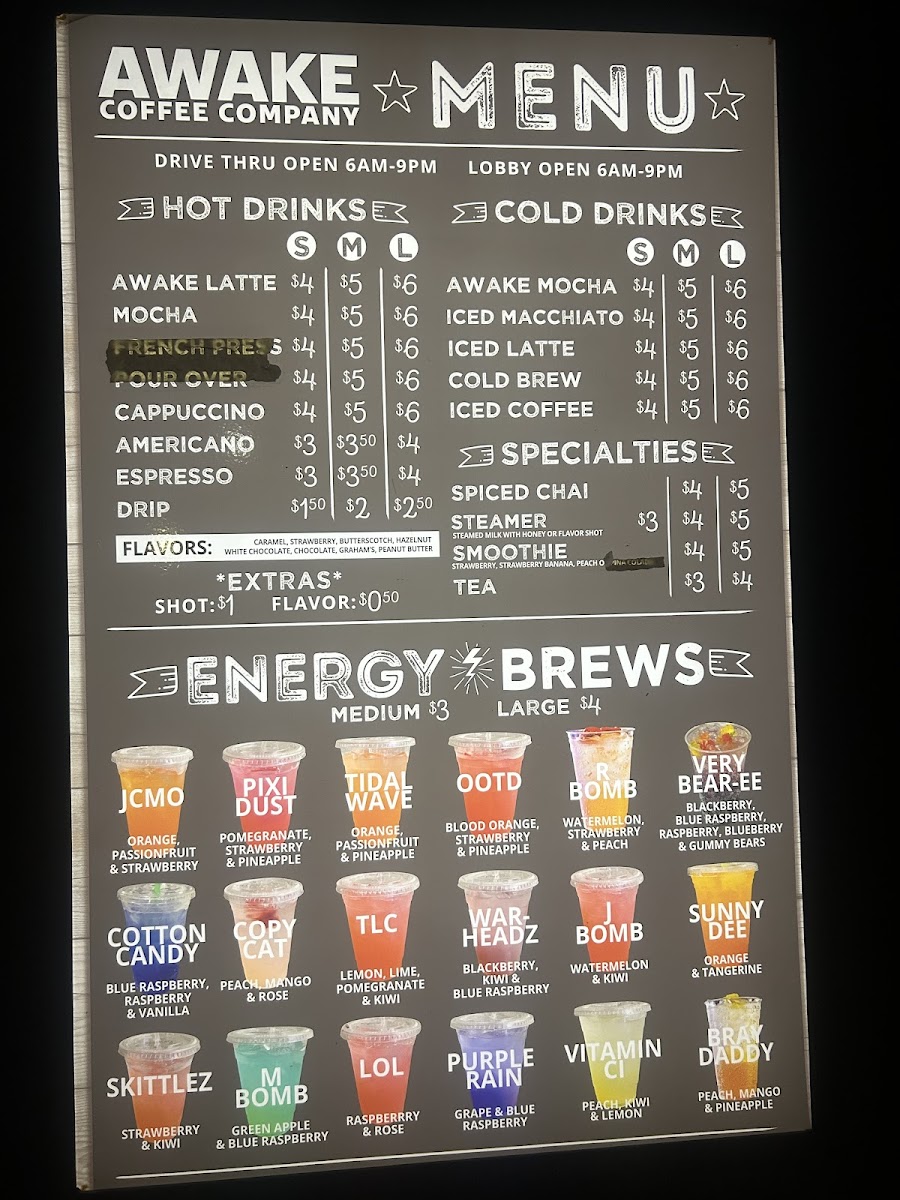 AWAKE
COFFEE COMPANY
MENU
DRIVE THRU OPEN 6AM-9PM LOBBY OPEN 6AM-9PM
HOT DRINKS
S M L
AWAKE LATTE $4 $5 $6
MOCHA $4 $5 $6
FRENCH PRESS $4 $5 $6
POUR OVER $4 $5 $6
CAPPUCCINO $4 $5 $6
AMERICANO $3 $3.50 $4
ESPRESSO $3 $3.50 $4
DRIP $1.50 $2 $2.50
FLAVORS: CARAMEL, STRAWBERRY, BUTTERSCOTCH, HAZELNUT
WHITE CHOCOLATE, CHOCOLATE, GRAHAM'S, PEANUT BUTTER
*EXTRAS*
SHOT: $1 FLAVOR: $0.50
COLD DRINKS
S M L
AWAKE MOCHA $4 $5 $6
ICED MACCHIATO $4 $5 $6
ICED LATTE $4 $5 $6
COLD BREW $4 $5 $6
ICED COFFEE $4 $5 $6
SPECIALTIES
SPICED CHAI $4 $5
STEAMER $3 $4 $5
STEAMED MILK WITH HONEY OR FLAVOR SHOT
SMOOTHIE $4 $5
STRAWBERRY, STRAWBERRY BANANA, PEACH O
TEA $3 $4
ENERGY BREWS
MEDIUM $3 LARGE $4
JCMO
ORANGE,
PASSIONFRUIT
& STRAWBERRY
PIXI
DUST
POMEGRANATE,
STRAWBERRY
& PINEAPPLE
TIDAL
WAVE
ORANGE,
PASSIONFRUIT
& PINEAPPLE
OOTD
BLOOD ORANGE,
STRAWBERRY
& PINEAPPLE
R
BOMB
WATERMELON,
STRAWBERRY
& PEACH
VERY
BEAR-EE
BLACKBERRY,
BLUE RASPBERRY,
RASPBERRY, BLUEBERRY
& GUMMY BEARS
COTTON
CANDY
BLUE RASPBERRY,
RASPBERRY
& VANILLA
COPY
CAT
PEACH, MANGO
& ROSE
TLC
LEMON, LIME,
POMEGRANATE
& KIWI
WAR-
HEADZ
BLACKBERRY,
KIWI &
BLUE RASPBERRY
J
BOMB
WATERMELON
& KIWI
SUNNY
DEE
ORANGE
& TANGERINE
SKITTLEZ
STRAWBERRY
& KIWI
M
BOMB
GREEN APPLE
& BLUE RASPBERRY
LOL
RASPBERRRY
& ROSE
PURPLE
RAIN
GRAPE & BLUE
RASPBERRY
VITAMIN
CI
PEACH, KIWI
& LEMON
BRAY
DADDY
PEACH, MANGO
& PINEAPPLE